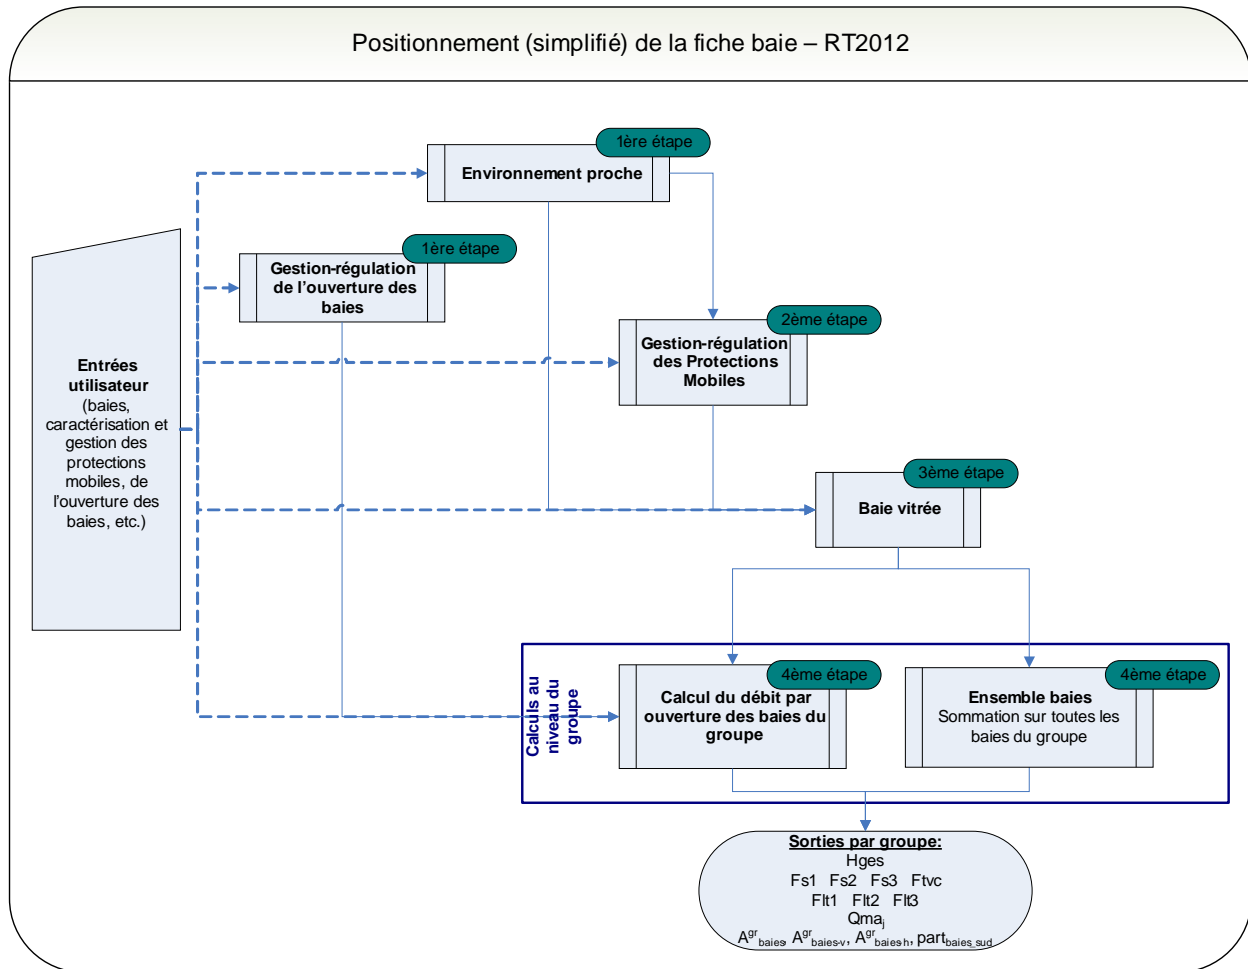 Positionnement (simplifié) de la fiche baie – RT2012
1ère étape
Environnement proche
1ère étape
Gestion-régulation
de l'ouverture des
baies
2ème étape
Gestion-régulation
des Protections
Mobiles
Entrées
utilisateur
(baies,
caractérisation et
gestion des
protections
mobiles, de
l'ouverture des
baies, etc.)
3ème étape
Baie vitrée
Calculs au
niveau du
groupe
4ème étape
Calcul du débit par
ouverture des baies du
groupe
4ème étape
Ensemble baies
Sommation sur toutes les
baies du groupe
Sorties par groupe:
Hges
Fs1 Fs2 Fs3 Ftvc
Flt1 Flt2 Flt3
Qmaj
Agrbaies, Agrbaies-v, Agrbaies-h, partbaies_sud